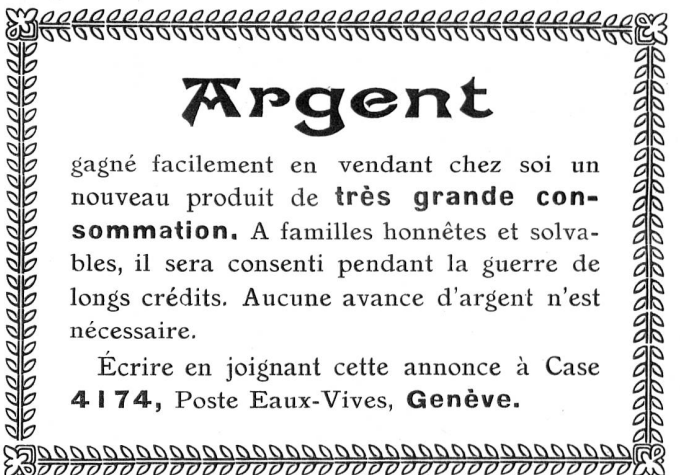 Argent
gagné facilement en vendant chez soi un
nouveau produit de très grande con-
sommation. A familles honnêtes et solva-
bles, il sera consenti pendant la guerre de
longs crédits. Aucune avance d'argent n'est
nécessaire.
Écrire en joignant cette annonce à Case
4174, Poste Eaux-Vives, Genève.